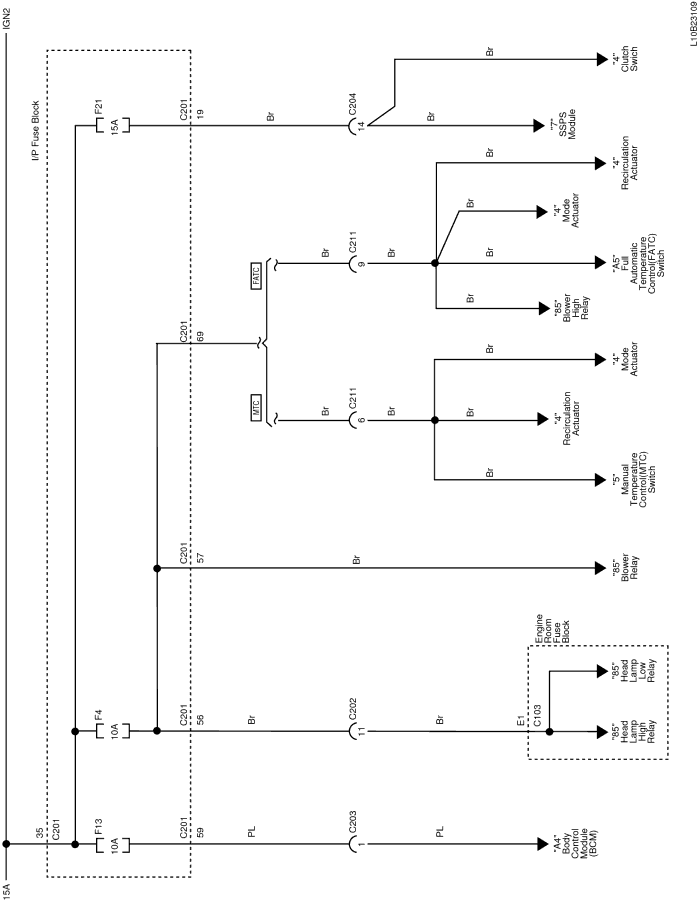 15A
IGN2
35
C201
I/P Fuse Block
F13
10A
F4
10A
F21
15A
C201
59
C201
56
C201
57
C201
69
C201
19
MTC
FATC
PL
Br
Br
Br
Br
Br
C203
1
C202
11
C211
6
C211
9
C204
14
PL
Br
Br
Br
Br
Br
Br
Br
Br
Br
Br
Br
Br
Br
E1
C103
Engine
Room
Fuse
Block
"A4"
Body
Control
Module
(BCM)
"85"
Head
Lamp
High
Relay
"85"
Head
Lamp
Low
Relay
"85"
Blower
Relay
"5"
Manual
Temperature
Control(MTC)
Switch
"4"
Recirculation
Actuator
"4"
Mode
Actuator
"85"
Blower
High
Relay
"A5"
Full
Automatic
Temperature
Control(FATC)
Switch
"4"
Mode
Actuator
"4"
Recirculation
Actuator
"7"
SSPS
Module
"4"
Clutch
Swich
L10B23109